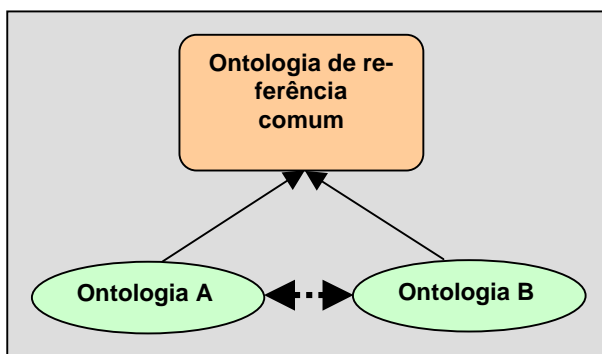 Ontologia de re-
ferência
comum
Ontologia A
Ontologia B